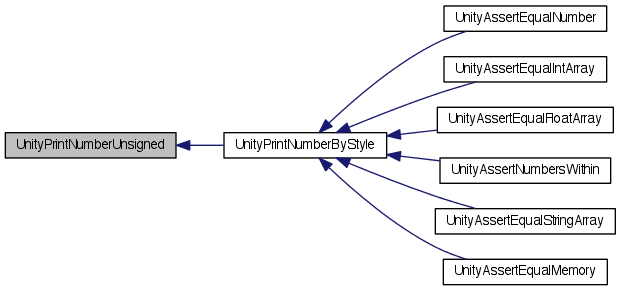 UnityAssertEqualNumber
UnityAssertEqualIntArray
UnityAssertEqualFloatArray
UnityPrintNumberUnsigned
UnityPrintNumberByStyle
UnityAssertNumbersWithin
UnityAssertEqualStringArray
UnityAssertEqualMemory